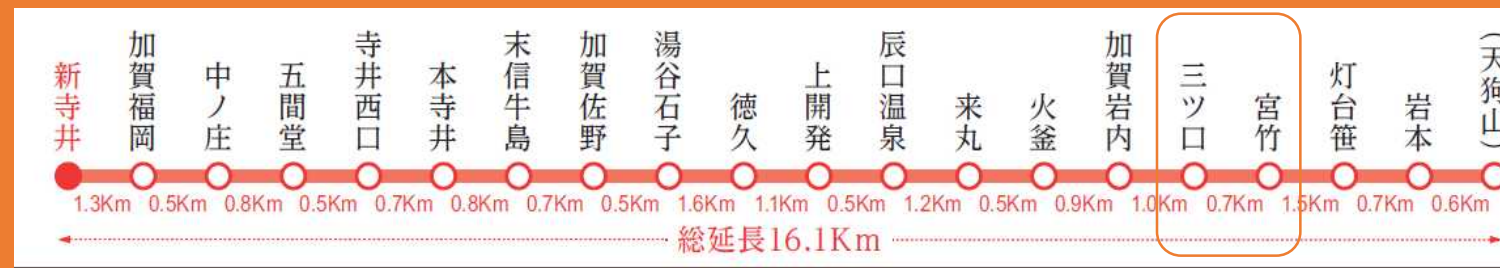 新寺井
加賀福岡
中ノ庄
五間堂
寺井西口
本寺井
末信牛島
加賀佐野
湯谷石子
徳久
上開発
辰口温泉
来丸
火釜
加賀岩内
三ツ口
宮竹
灯台笹
岩本
(天狗山)
1.3Km 0.5Km 0.8Km 0.5Km 0.7Km 0.8Km 0.7Km 0.5Km 1.6Km 1.1Km 0.5Km 1.2Km 0.5Km 0.9Km 1.0Km 0.7Km 1.5Km 0.7Km 0.6Km
総延長16.1Km